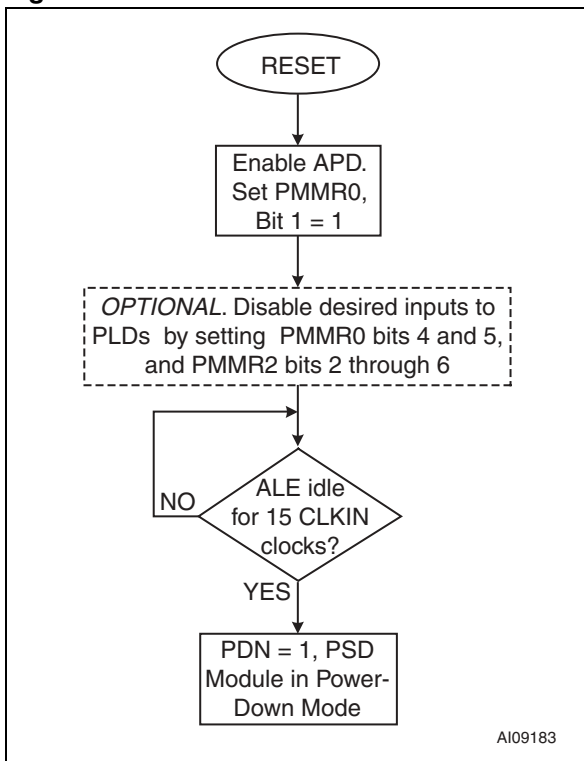 RESET
Enable APD.
Set PMMR0,
Bit 1 = 1
OPTIONAL. Disable desired inputs to
PLDs by setting PMMR0 bits 4 and 5,
and PMMR2 bits 2 through 6
NO
ALE idle
for 15 CLKIN
clocks?
YES
PDN = 1, PSD
Module in Power-
Down Mode
AI09183